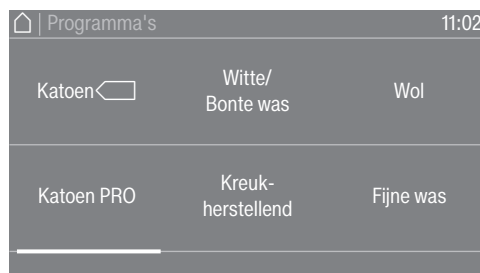 | Programma's 11:02
Katoen
Witte/
Bonte was
Wol
Katoen PRO
Kreuk-
herstellend
Fijne was